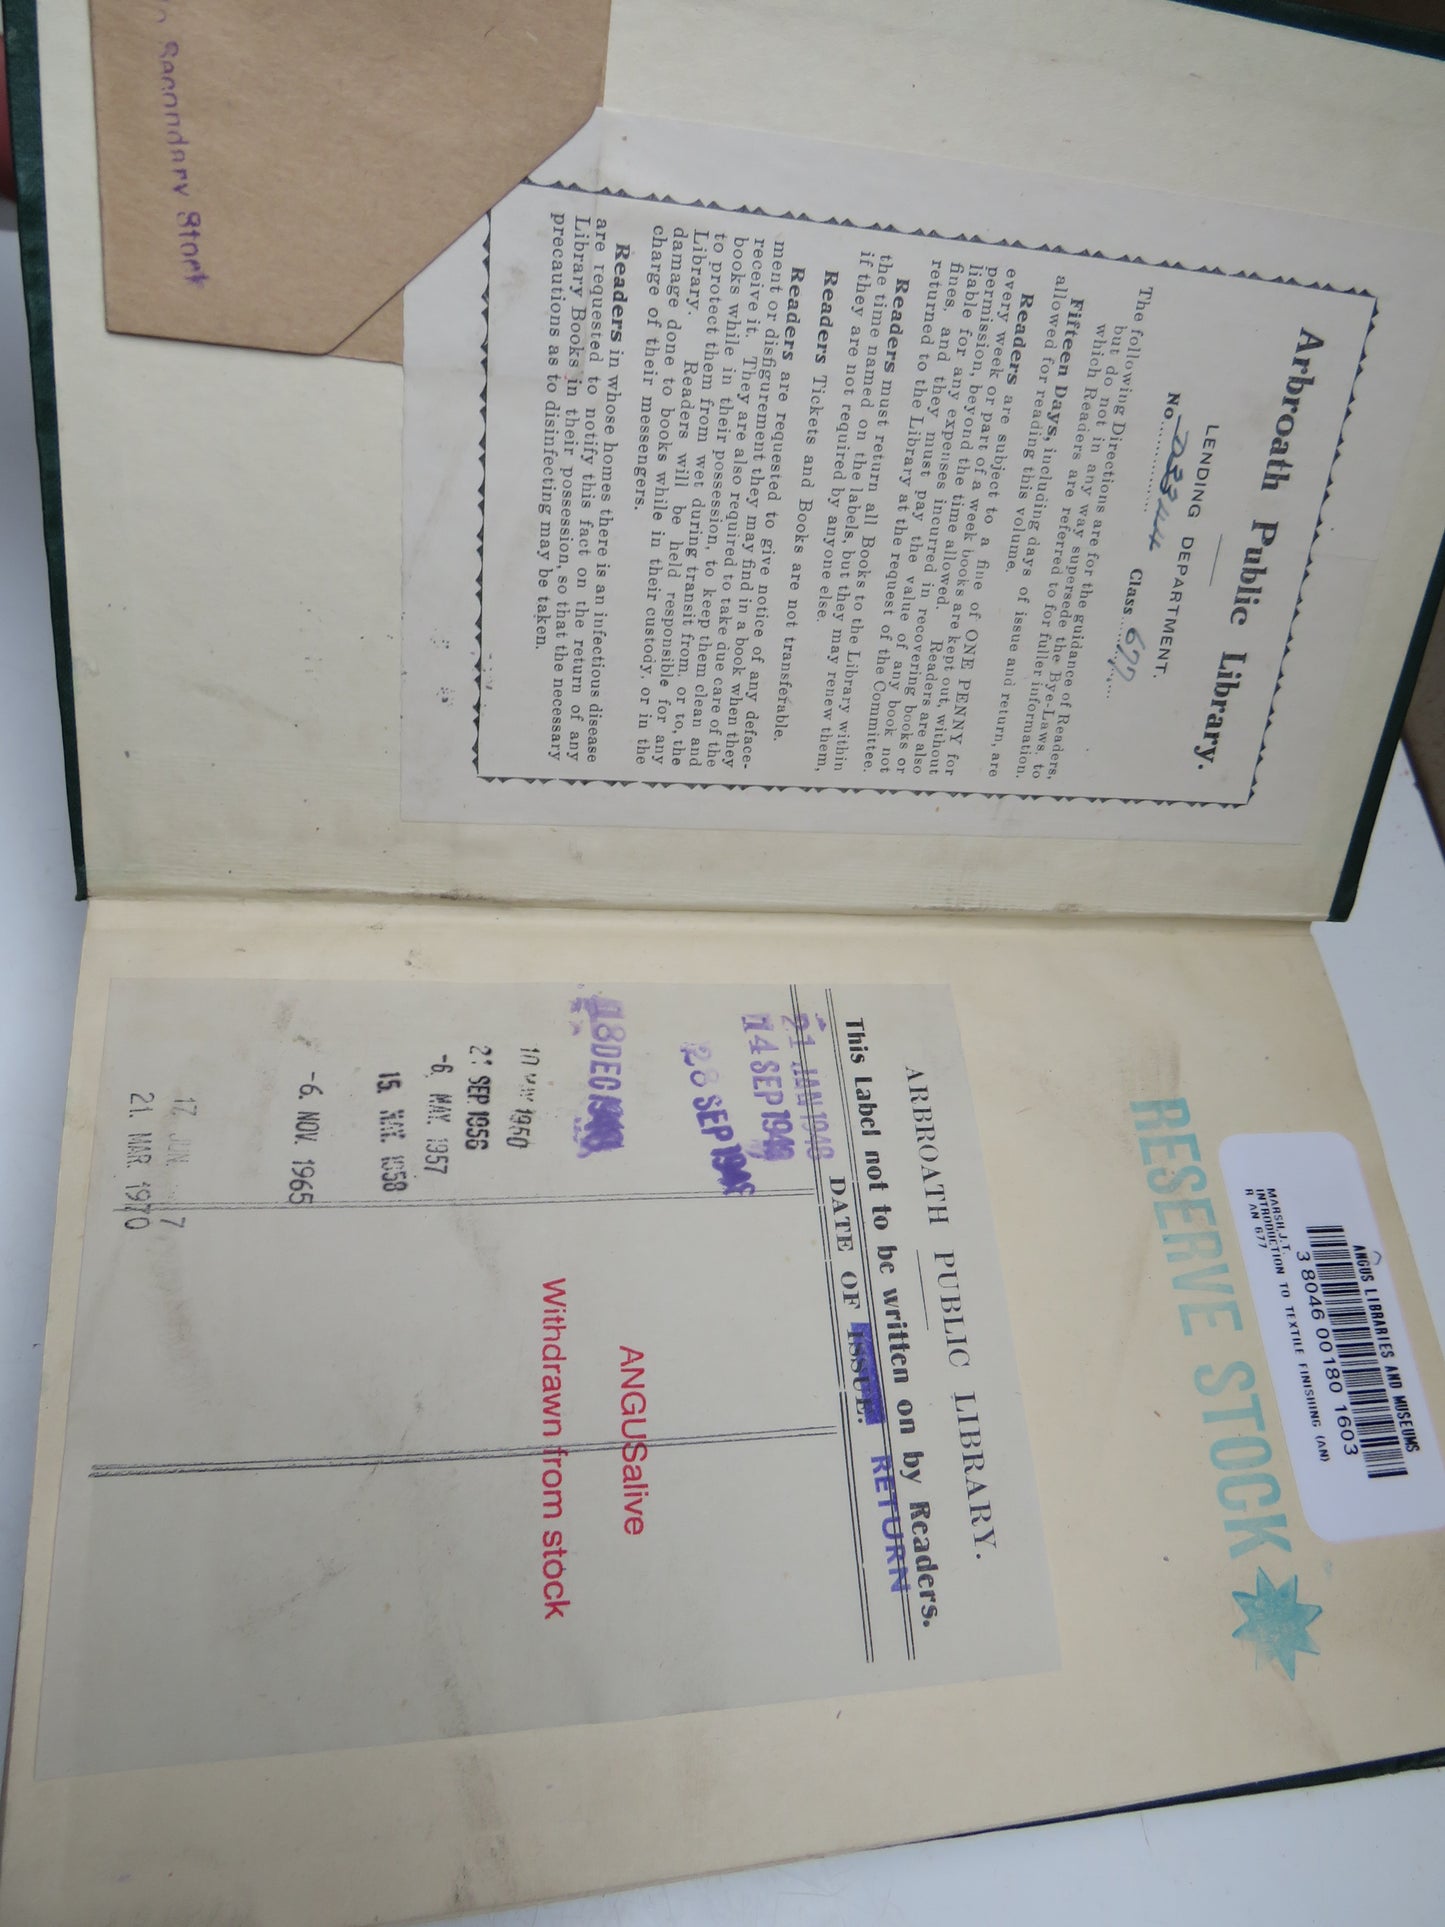 Secondary Stock
Arbroath Public Library.
LENDING DEPARTMENT.
No. Class 677
The following Directions are for the guidance of Readers,
but do not in any way supersede the Bye-Laws, to
which Readers are referred to for fuller information.
Fifteen Days, including days of issue and return, are
allowed for reading this volume.
Readers are subject to a fine of ONE PENNY for
every week or part of a week books are kept out, without
permission, beyond the time allowed. Readers are also
liable for any expenses incurred in recovering books or
fines, and they must pay the value of any book not
returned to the Library at the request of the Committee.
Readers must return all Books to the Library within
the time named on the labels, but they may renew them,
if they are not required by anyone else.
Readers Tickets and Books are not transferable.
Readers are requested to give notice of any deface-
ment or disfigurement they may find in a book when they
receive it. They are also required to take due care of the
books while in their possession, to keep them clean and
to protect them from wet during transit from, or to, the
Library. Readers will be held responsible for any
damage done to books while in their custody, or in the
charge of their messengers.
Readers in whose homes there is an infectious disease
are requested to notify this fact on the return of any
Library Books in their possession, so that the necessary
precautions as to disinfecting may be taken.
ANGUS LIBRARIES AND MUSEUMS
3 8046 00180 1603
MARSH,J.T.
INTRODUCTION TO TEXTILE FINISHING (AN)
R AN 677
RESERVE STOCK
ARBROATH PUBLIC LIBRARY.
This Label not to be written on by Readers.
DATE OF ISSUE. RETURN
21 JAN 1948
14 SEP 1948
28 SEP 1948
18 DEC
ANGUSalive
Withdrawn from stock
21 SEP 1956
-6. MAY. 1957
15. 1958
-6. NOV. 1965
17. JUN. 7
21. MAR. 1970